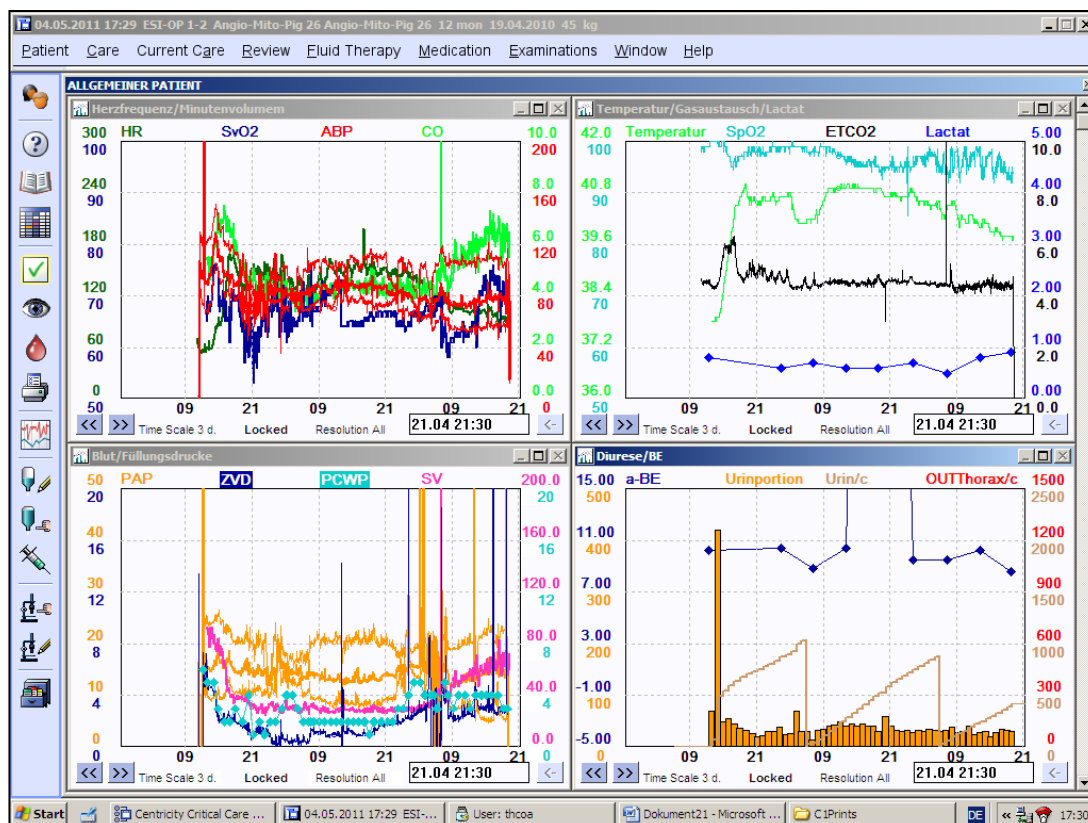 04.05.2011 17:29 ESI-OP 1-2 Angio-Mito-Pig 26 Angio-Mito-Pig 26 12 mon 19.04.2010 45 kg
Patient Care Current Care Review Fluid Therapy Medication Examinations Window Help
ALLGEMEINER PATIENT
Herzfrequenz/Minutenvolumem
300 HR SvO2 ABP CO 10.0
100 200
240 8.0
90 160
180 6.0
80 120
120 4.0
70 80
60 2.0
60 40
0 0.0
50 0
09 21 09 21 09 21
<< >> Time Scale 3 d. Locked Resolution All 21.04 21:30 <-
Temperatur/Gasaustausch/Lactat
42.0 Temperatur SpO2 ETCO2 Lactat 5.00
100 10.0
40.8 4.00
90 8.0
39.6 3.00
80 6.0
38.4 2.00
70 4.0
37.2 1.00
60 2.0
36.0 0.00
50 0.0
09 21 09 21 09 21
<< >> Time Scale 3 d. Locked Resolution All 21.04 21:30 <-
Blut/Füllungsdrucke
50 PAP ZVD PCWP SV 200.0
20 20
40 160.0
16 16
30 120.0
12 12
20 80.0
8 8
10 40.0
4 4
0 0.0
0 0
09 21 09 21 09 21
<< >> Time Scale 3 d. Locked Resolution All 21.04 21:30 <-
Diurese/BE
15.00 a-BE Urinportion Urin/c OUTThorax/c 1500
500 2500
11.00 1200
400 2000
7.00 900
300 1500
3.00 600
200 1000
-1.00 300
100 500
-5.00 0
0 0
09 21 09 21 09 21
<< >> Time Scale 3 d. Locked Resolution All 21.04 21:30 <-
Start Centricity Critical Care ... 04.05.2011 17:29 ESI-... User: thcoa Dokument21 - Microsoft ... C1Prints DE « 17:30